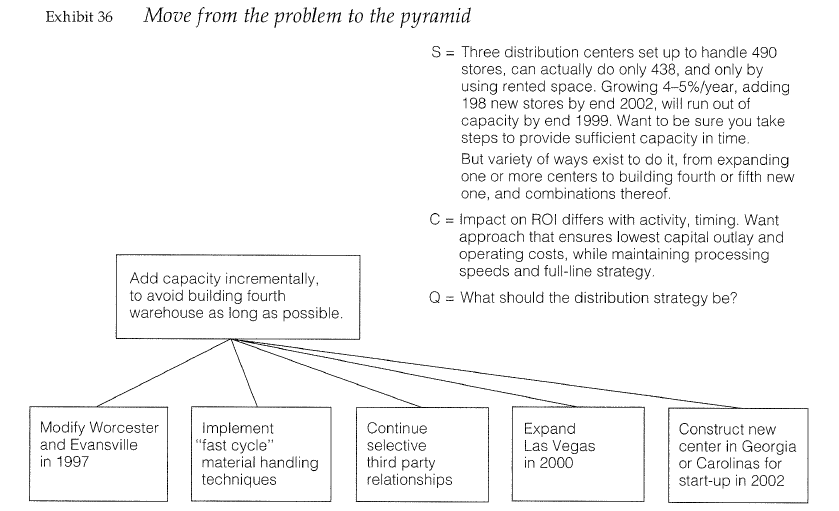 Exhibit 36 Move from the problem to the pyramid
S = Three distribution centers set up to handle 490
stores, can actually do only 438, and only by
using rented space. Growing 4–5%/year, adding
198 new stores by end 2002, will run out of
capacity by end 1999. Want to be sure you take
steps to provide sufficient capacity in time.
But variety of ways exist to do it, from expanding
one or more centers to building fourth or fifth new
one, and combinations thereof.
C = Impact on ROI differs with activity, timing. Want
approach that ensures lowest capital outlay and
operating costs, while maintaining processing
speeds and full-line strategy.
Q = What should the distribution strategy be?
Add capacity incrementally,
to avoid building fourth
warehouse as long as possible.
Modify Worcester
and Evansville
in 1997
Implement
"fast cycle"
material handling
techniques
Continue
selective
third party
relationships
Expand
Las Vegas
in 2000
Construct new
center in Georgia
or Carolinas for
start-up in 2002